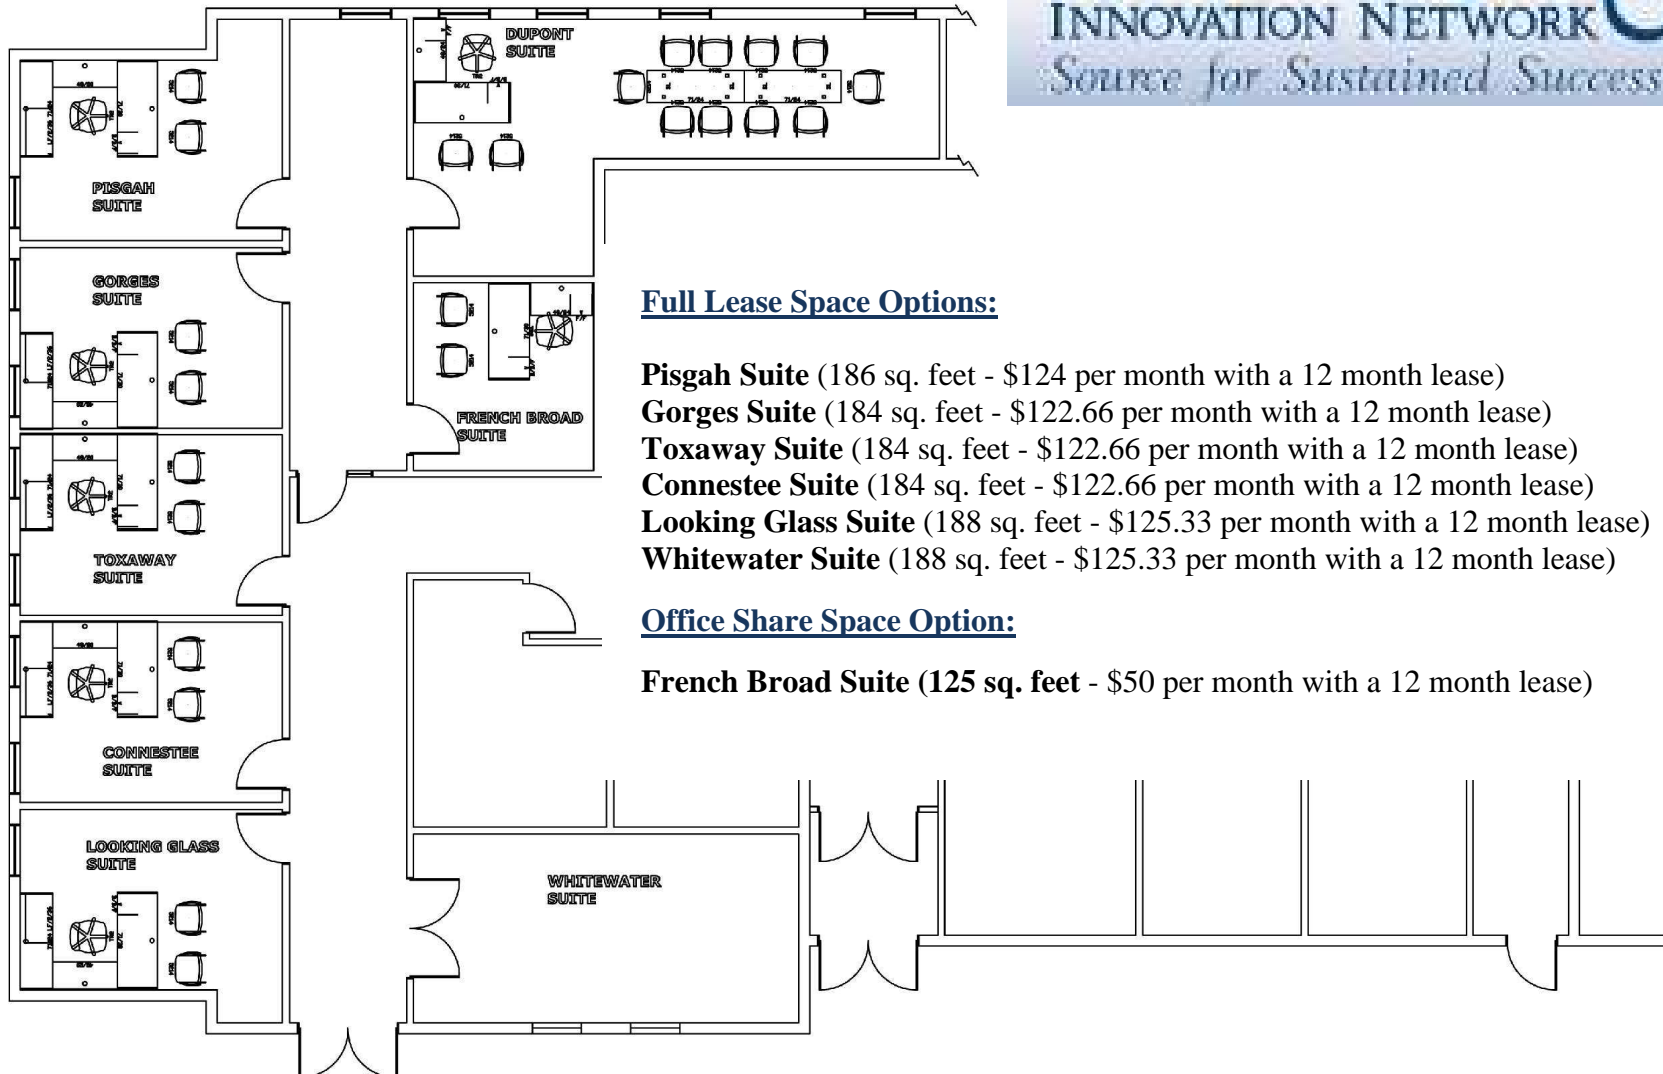 INNOVATION NETWORK
Source for Sustained Success
DUPONT
SUITE
PISGAH
SUITE
GORGES
SUITE
FRENCH BROAD
SUITE
TOXAWAY
SUITE
CONNESTEE
SUITE
LOOKING GLASS
SUITE
WHITEWATER
SUITE
Full Lease Space Options:
Pisgah Suite (186 sq. feet - $124 per month with a 12 month lease)
Gorges Suite (184 sq. feet - $122.66 per month with a 12 month lease)
Toxaway Suite (184 sq. feet - $122.66 per month with a 12 month lease)
Connestee Suite (184 sq. feet - $122.66 per month with a 12 month lease)
Looking Glass Suite (188 sq. feet - $125.33 per month with a 12 month lease)
Whitewater Suite (188 sq. feet - $125.33 per month with a 12 month lease)
Office Share Space Option:
French Broad Suite (125 sq. feet - $50 per month with a 12 month lease)